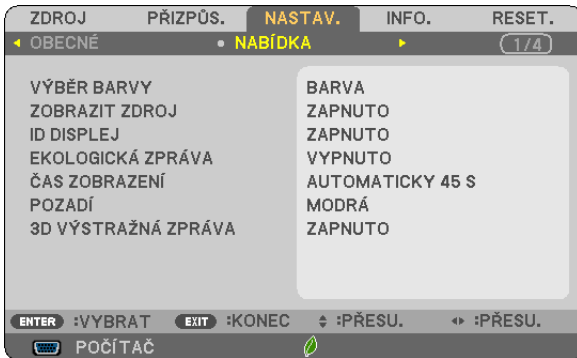 ZDROJ PŘIZPŮS. NASTAV. INFO. RESET.
OBECNÉ • NABÍDKA 1/4
VÝBĚR BARVY BARVA
ZOBRAZIT ZDROJ ZAPNUTO
ID DISPLEJ ZAPNUTO
EKOLOGICKÁ ZPRÁVA VYPNUTO
ČAS ZOBRAZENÍ AUTOMATICKY 45 S
POZADÍ MODRÁ
3D VÝSTRAŽNÁ ZPRÁVA ZAPNUTO
ENTER :VYBRAT EXIT :KONEC :PŘESU. :PŘESU.
POČÍTAČ